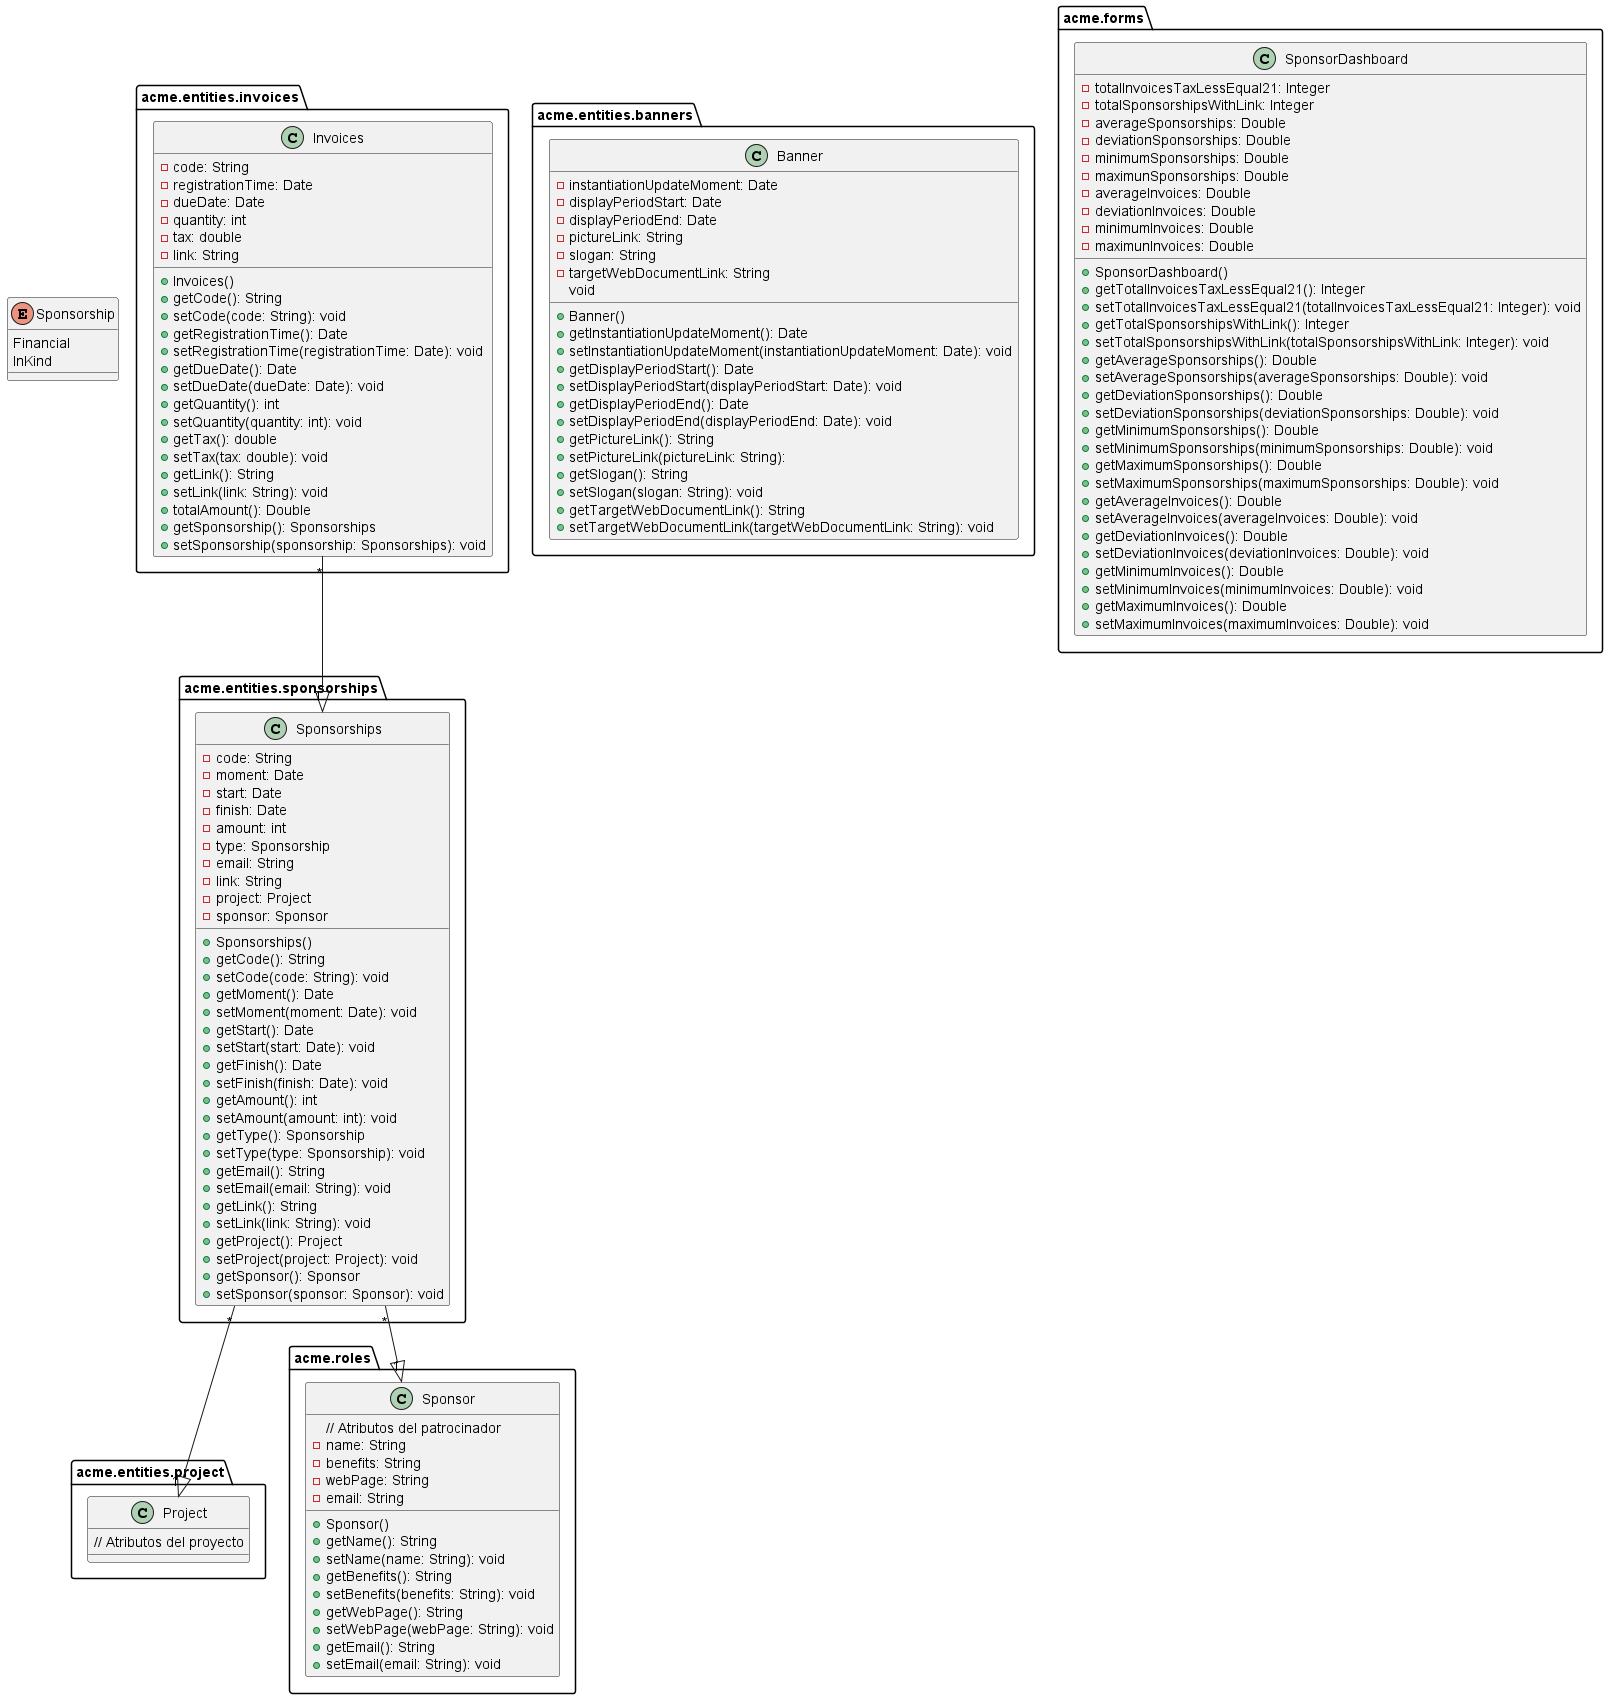 Sponsorship
Financial
InKind
acme.entities.invoices
Invoices
code: String
registrationTime: Date
dueDate: Date
quantity: int
tax: double
link: String
Invoices()
getCode(): String
setCode(code: String): void
getRegistrationTime(): Date
setRegistrationTime(registrationTime: Date): void
getDueDate(): Date
setDueDate(dueDate: Date): void
getQuantity(): int
setQuantity(quantity: int): void
getTax(): double
setTax(tax: double): void
getLink(): String
setLink(link: String): void
totalAmount(): Double
getSponsorship(): Sponsorships
setSponsorship(sponsorship: Sponsorships): void
*
acme.entities.banners
Banner
instantiationUpdateMoment: Date
displayPeriodStart: Date
displayPeriodEnd: Date
pictureLink: String
slogan: String
targetWebDocumentLink: String
void
Banner()
getInstantiationUpdateMoment(): Date
setInstantiationUpdateMoment(instantiationUpdateMoment: Date): void
getDisplayPeriodStart(): Date
setDisplayPeriodStart(displayPeriodStart: Date): void
getDisplayPeriodEnd(): Date
setDisplayPeriodEnd(displayPeriodEnd: Date): void
getPictureLink(): String
setPictureLink(pictureLink: String):
getSlogan(): String
setSlogan(slogan: String): void
getTargetWebDocumentLink(): String
setTargetWebDocumentLink(targetWebDocumentLink: String): void
acme.forms
SponsorDashboard
totalInvoicesTaxLessEqual21: Integer
totalSponsorshipsWithLink: Integer
averageSponsorships: Double
deviationSponsorships: Double
minimumSponsorships: Double
maximunSponsorships: Double
averageInvoices: Double
deviationInvoices: Double
minimumInvoices: Double
maximunInvoices: Double
SponsorDashboard()
getTotalInvoicesTaxLessEqual21(): Integer
setTotalInvoicesTaxLessEqual21(totalInvoicesTaxLessEqual21: Integer): void
getTotalSponsorshipsWithLink(): Integer
setTotalSponsorshipsWithLink(totalSponsorshipsWithLink: Integer): void
getAverageSponsorships(): Double
setAverageSponsorships(averageSponsorships: Double): void
getDeviationSponsorships(): Double
setDeviationSponsorships(deviationSponsorships: Double): void
getMinimumSponsorships(): Double
setMinimumSponsorships(minimumSponsorships: Double): void
getMaximumSponsorships(): Double
setMaximumSponsorships(maximumSponsorships: Double): void
getAverageInvoices(): Double
setAverageInvoices(averageInvoices: Double): void
getDeviationInvoices(): Double
setDeviationInvoices(deviationInvoices: Double): void
getMinimumInvoices(): Double
setMinimumInvoices(minimumInvoices: Double): void
getMaximumInvoices(): Double
setMaximumInvoices(maximumInvoices: Double): void
acme.entities.sponsorships
Sponsorships
code: String
moment: Date
start: Date
finish: Date
amount: int
type: Sponsorship
email: String
link: String
project: Project
sponsor: Sponsor
Sponsorships()
getCode(): String
setCode(code: String): void
getMoment(): Date
setMoment(moment: Date): void
getStart(): Date
setStart(start: Date): void
getFinish(): Date
setFinish(finish: Date): void
getAmount(): int
setAmount(amount: int): void
getType(): Sponsorship
setType(type: Sponsorship): void
getEmail(): String
setEmail(email: String): void
getLink(): String
setLink(link: String): void
getProject(): Project
setProject(project: Project): void
getSponsor(): Sponsor
setSponsor(sponsor: Sponsor): void
*
*
acme.roles
Sponsor
// Atributos del patrocinador
name: String
benefits: String
webPage: String
email: String
Sponsor()
getName(): String
setName(name: String): void
getBenefits(): String
setBenefits(benefits: String): void
getWebPage(): String
setWebPage(webPage: String): void
getEmail(): String
setEmail(email: String): void
acme.entities.project
Project
// Atributos del proyecto